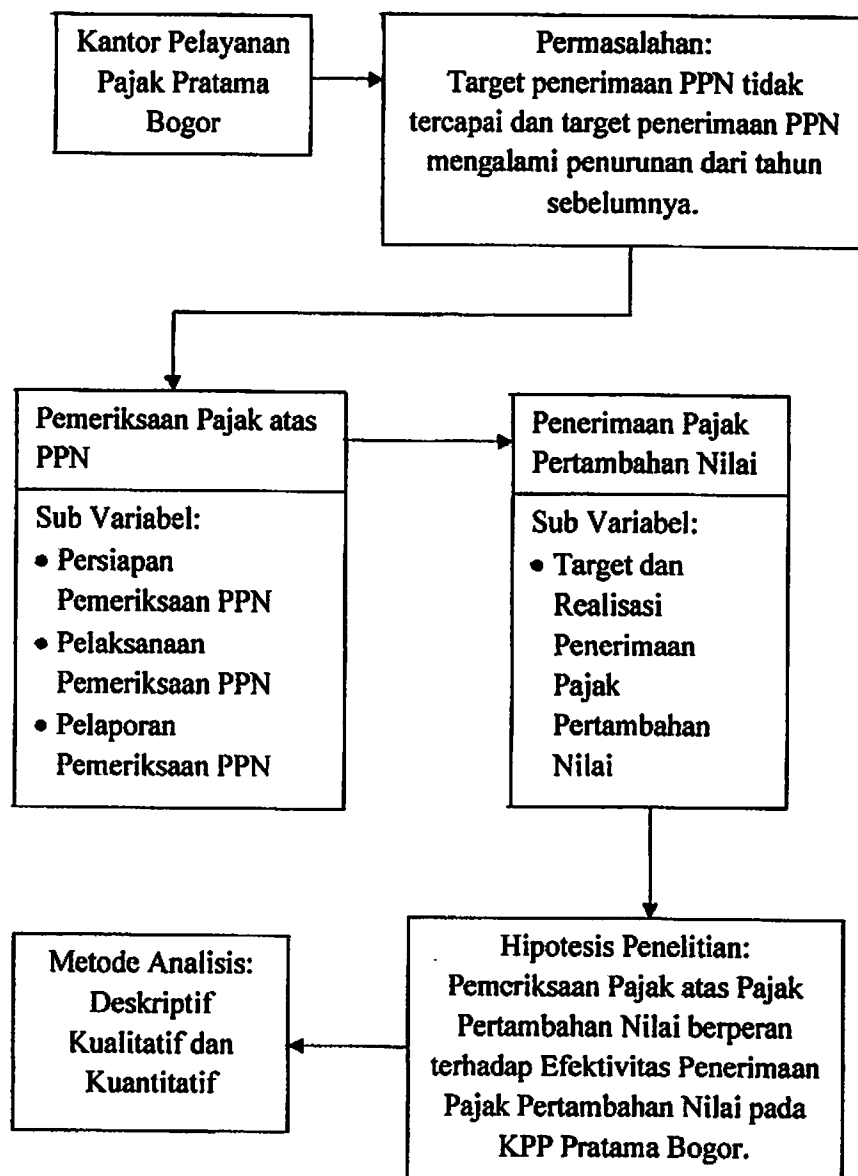 Kantor Pelayanan
Pajak Pratama
Bogor
Permasalahan:
Target penerimaan PPN tidak
tercapai dan target penerimaan PPN
mengalami penurunan dari tahun
sebelumnya.
Pemeriksaan Pajak atas
PPN
Sub Variabel:
• Persiapan
Pemeriksaan PPN
• Pelaksanaan
Pemeriksaan PPN
• Pelaporan
Pemeriksaan PPN
Penerimaan Pajak
Pertambahan Nilai
Sub Variabel:
• Target dan
Realisasi
Penerimaan
Pajak
Pertambahan
Nilai
Metode Analisis:
Deskriptif
Kualitatif dan
Kuantitatif
Hipotesis Penelitian:
Pemeriksaan Pajak atas Pajak
Pertambahan Nilai berperan
terhadap Efektivitas Penerimaan
Pajak Pertambahan Nilai pada
KPP Pratama Bogor.